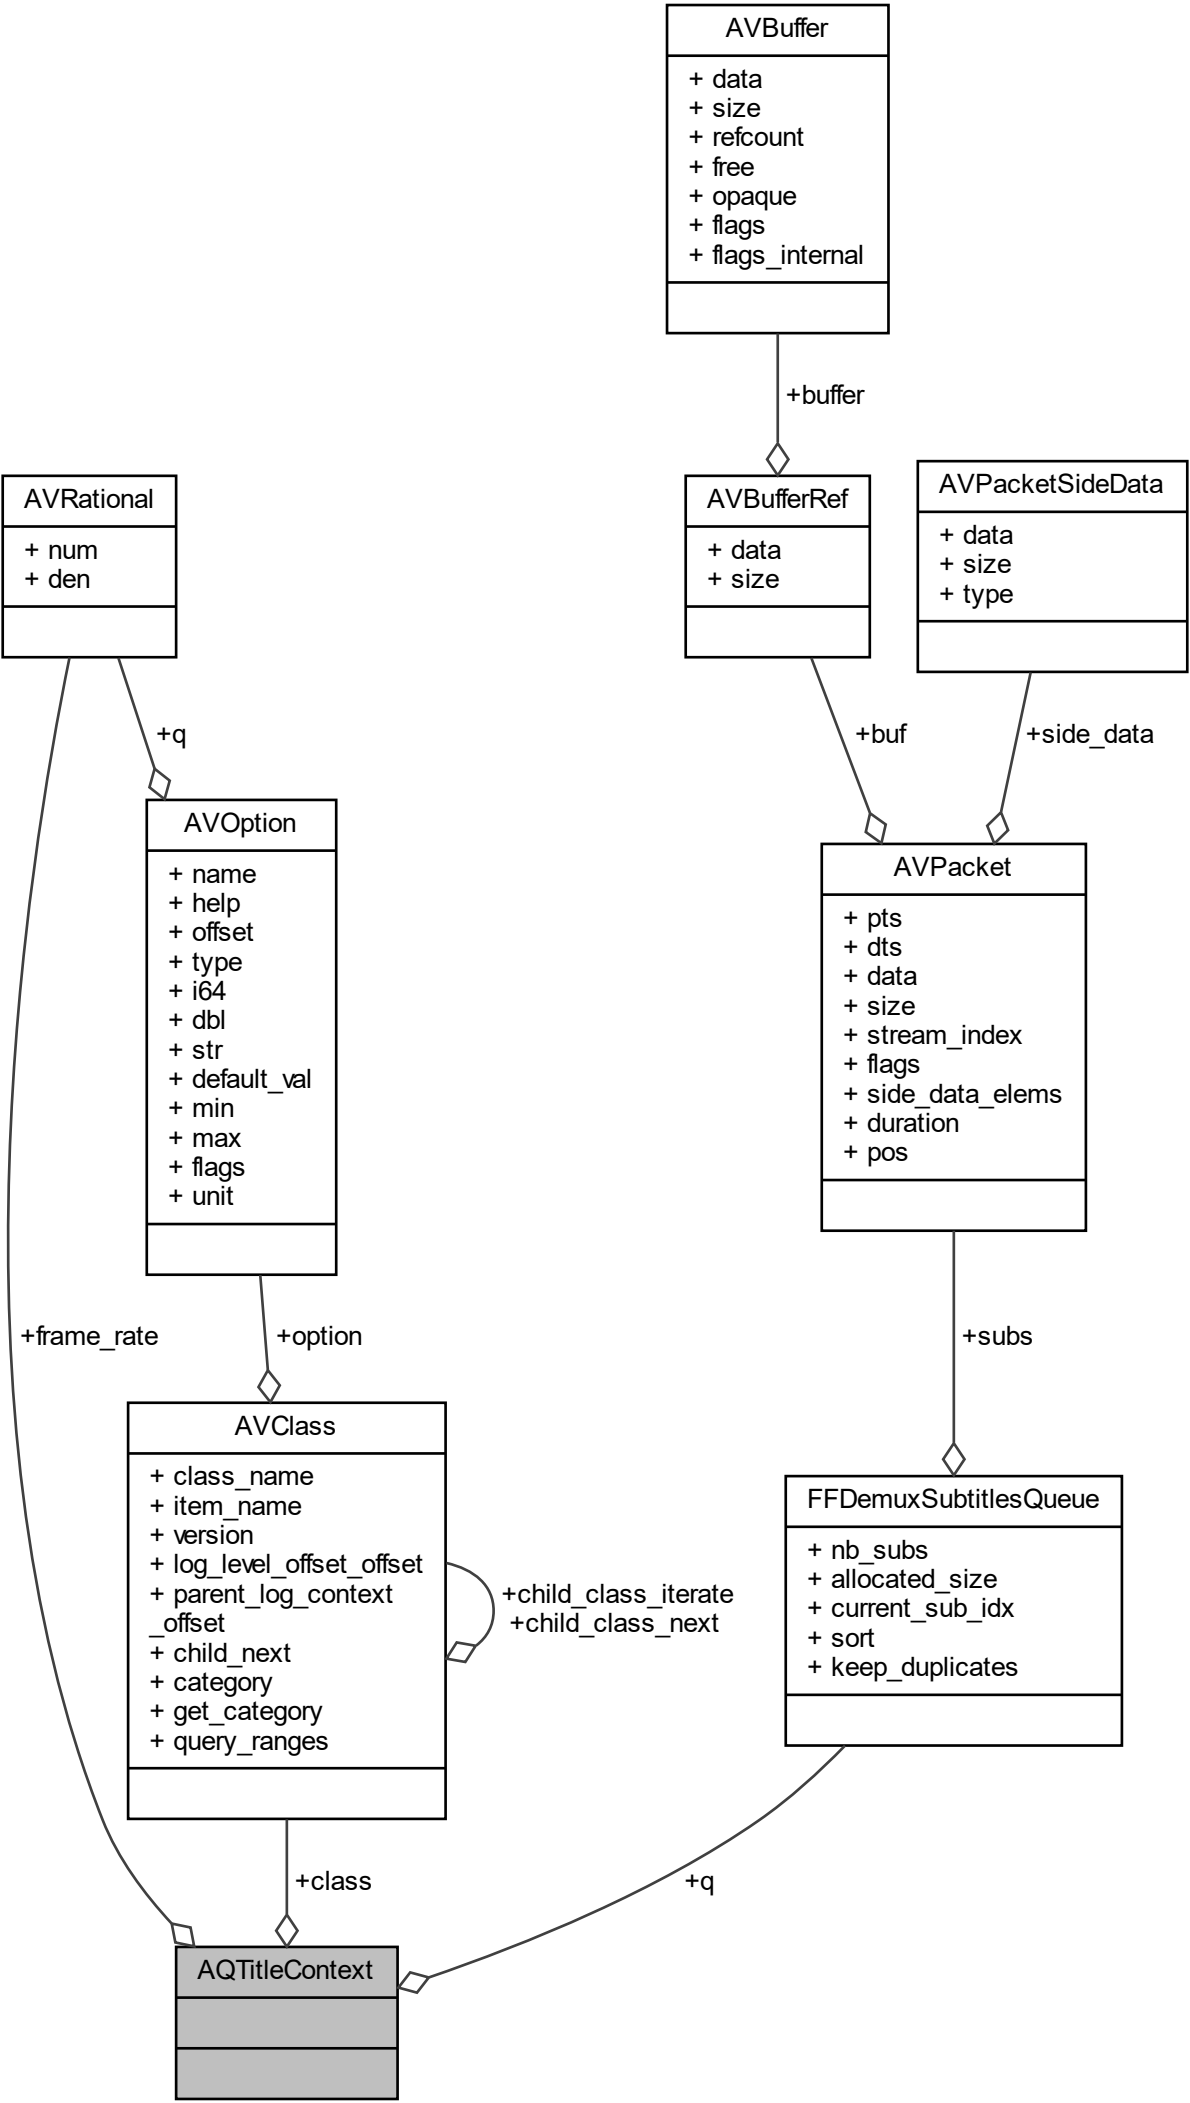 AVBuffer
+ data
+ size
+ refcount
+ free
+ opaque
+ flags
+ flags_internal
+buffer
AVRational
+ num
+ den
AVBufferRef
+ data
+ size
AVPacketSideData
+ data
+ size
+ type
+q
+buf
+side_data
AVOption
+ name
+ help
+ offset
+ type
+ i64
+ dbl
+ str
+ default_val
+ min
+ max
+ flags
+ unit
AVPacket
+ pts
+ dts
+ data
+ size
+ stream_index
+ flags
+ side_data_elems
+ duration
+ pos
+frame_rate
+option
+subs
AVClass
+ class_name
+ item_name
+ version
+ log_level_offset_offset
+ parent_log_context
_offset
+ child_next
+ category
+ get_category
+ query_ranges
+child_class_iterate
+child_class_next
FFDemuxSubtitlesQueue
+ nb_subs
+ allocated_size
+ current_sub_idx
+ sort
+ keep_duplicates
+class
+q
AQTitleContext